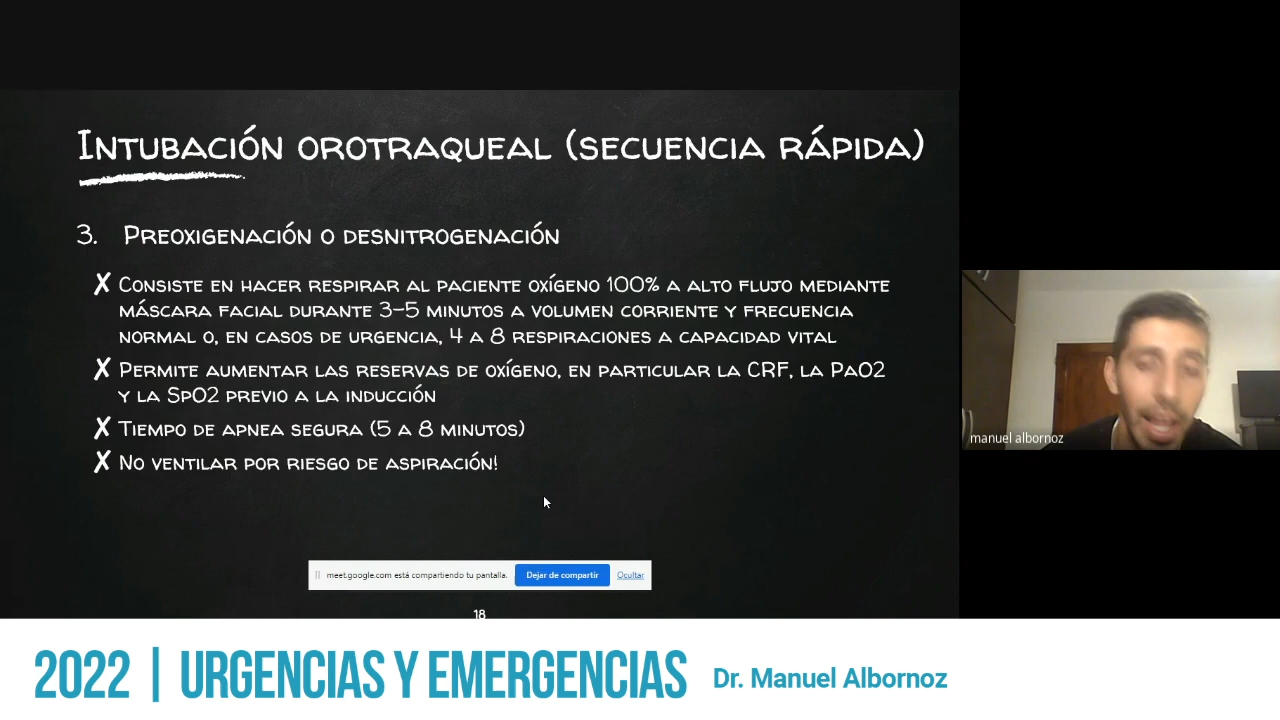 Intubación orotraqueal (secuencia rápida)
3. Preoxigenación o desnitrogenación
✗ Consiste en hacer respirar al paciente oxígeno 100% a alto flujo mediante
máscara facial durante 3-5 minutos a volumen corriente y frecuencia
normal o, en casos de urgencia, 4 a 8 respiraciones a capacidad vital
✗ Permite aumentar las reservas de oxígeno, en particular la CRF, la PaO2
y la SpO2 previo a la inducción
✗ Tiempo de apnea segura (5 a 8 minutos)
✗ No ventilar por riesgo de aspiración!
manuel albornoz
meet.google.com está compartiendo tu pantalla. Dejar de compartir Ocultar
18
2022 | URGENCIAS Y EMERGENCIAS Dr. Manuel Albornoz